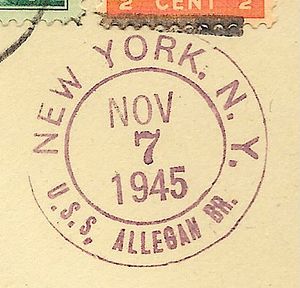 2 CENT 2
NEW YORK, N.Y.
NOV
7
1945
U.S.S. ALLEGAN BR.